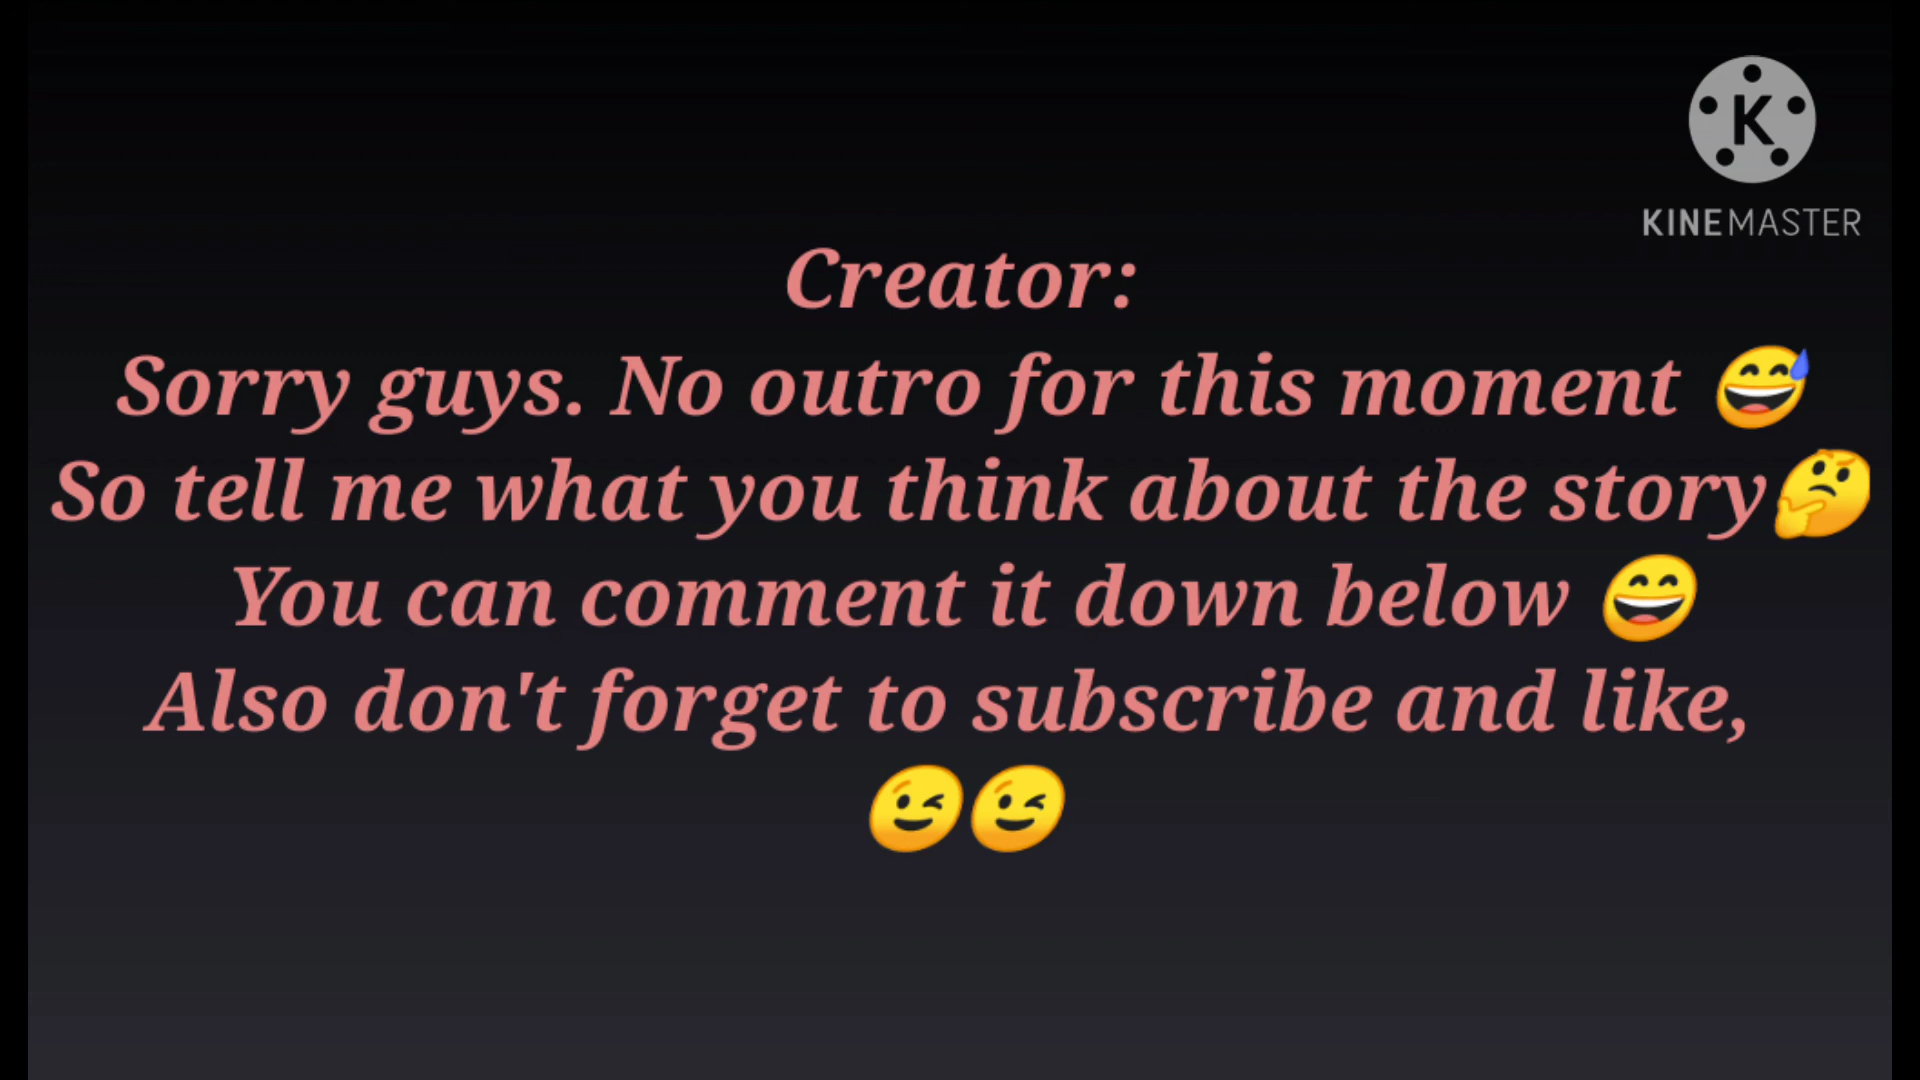 K
KINEMASTER
Creator:
Sorry guys. No outro for this moment 😅
So tell me what you think about the story🤔
You can comment it down below 😄
Also don't forget to subscribe and like,
😉😉